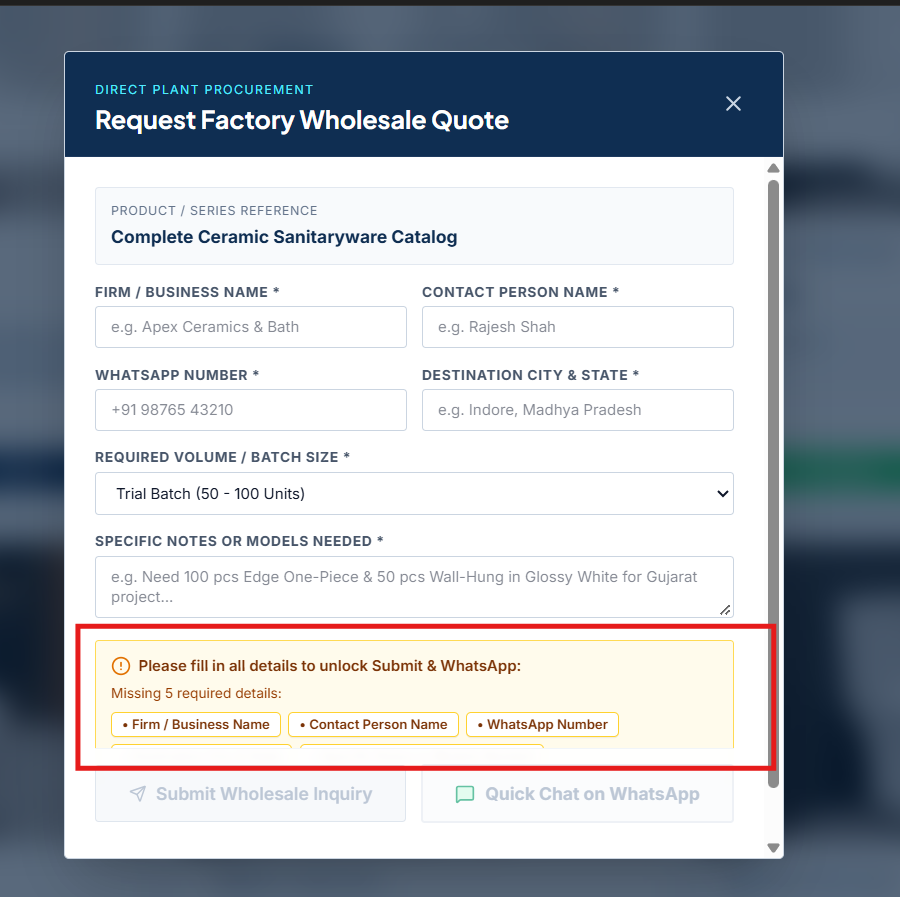 DIRECT PLANT PROCUREMENT
Request Factory Wholesale Quote
PRODUCT / SERIES REFERENCE
Complete Ceramic Sanitaryware Catalog
FIRM / BUSINESS NAME *
CONTACT PERSON NAME *
e.g. Apex Ceramics & Bath
e.g. Rajesh Shah
WHATSAPP NUMBER *
DESTINATION CITY & STATE *
+91 98765 43210
e.g. Indore, Madhya Pradesh
REQUIRED VOLUME / BATCH SIZE *
Trial Batch (50 - 100 Units)
SPECIFIC NOTES OR MODELS NEEDED *
e.g. Need 100 pcs Edge One-Piece & 50 pcs Wall-Hung in Glossy White for Gujarat
project...
Please fill in all details to unlock Submit & WhatsApp:
Missing 5 required details:
• Firm / Business Name
• Contact Person Name
• WhatsApp Number
Submit Wholesale Inquiry
Quick Chat on WhatsApp